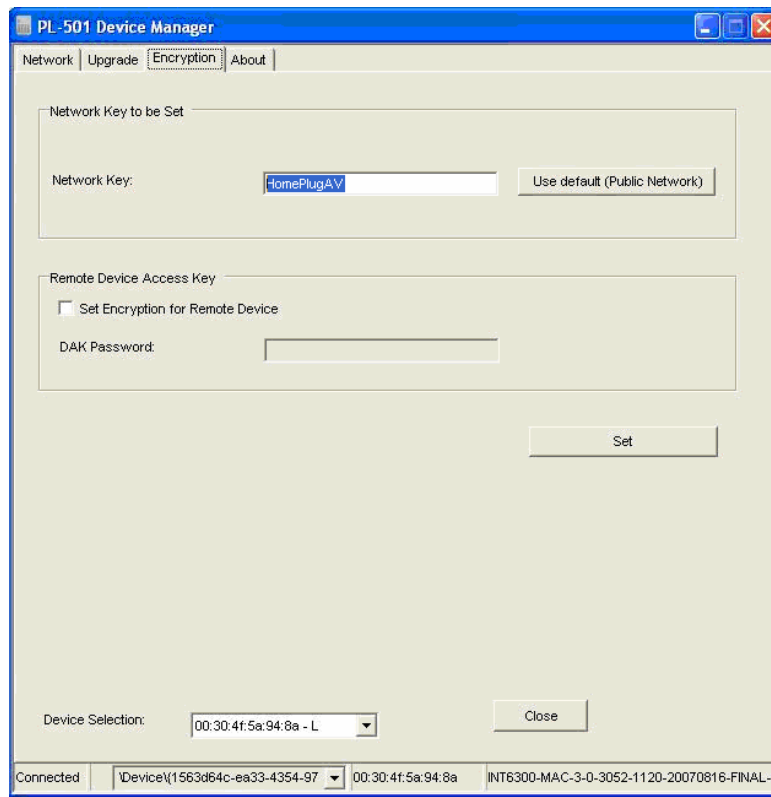 PL-501 Device Manager
Network Upgrade Encryption About
Network Key to be Set
Network Key: HomePlugAV Use default (Public Network)
Remote Device Access Key
Set Encryption for Remote Device
DAK Password:
Set
Device Selection: 00:30:4f:5a:94:8a - L Close
Connected \Device\{1563d64c-ea33-4354-97 00:30:4f:5a:94:8a INT6300-MAC-3-0-3052-1120-20070816-FINAL-